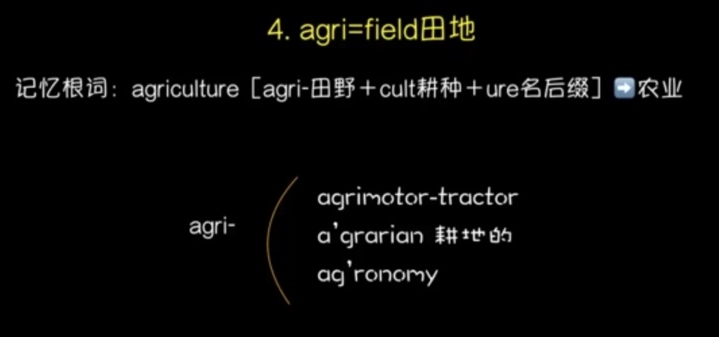 4. agri=field田地
记忆根词：agriculture［agri-田野＋cult耕种＋ure名后缀］➡农业
agri-
agrimotor-tractor
a'grarian 耕地的
ag'ronomy